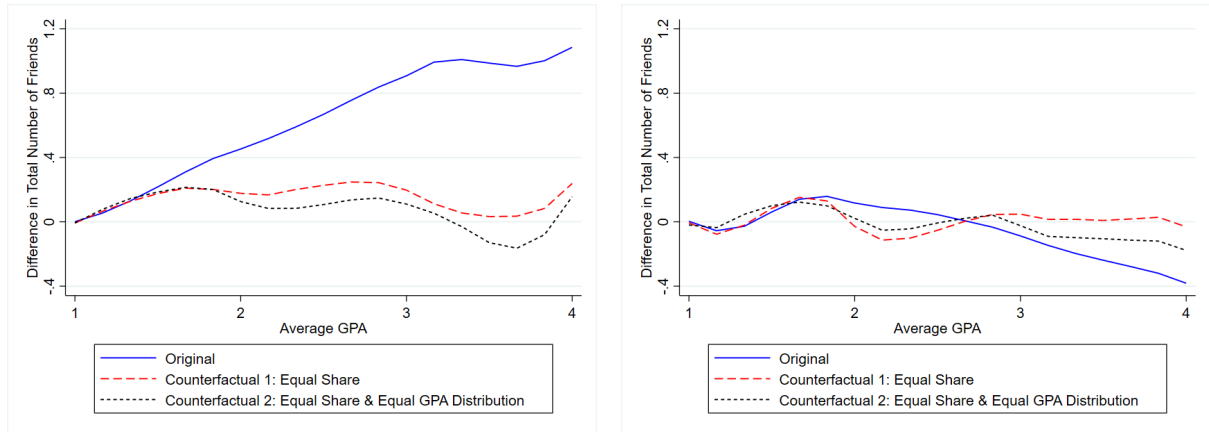 Difference in Total Number of Friends
1.2
.8
.4
0
-.4
1
2
3
4
Average GPA
Original
Counterfactual 1: Equal Share
Counterfactual 2: Equal Share & Equal GPA Distribution
Difference in Total Number of Friends
1.2
.8
.4
0
-.4
1
2
3
4
Average GPA
Original
Counterfactual 1: Equal Share
Counterfactual 2: Equal Share & Equal GPA Distribution